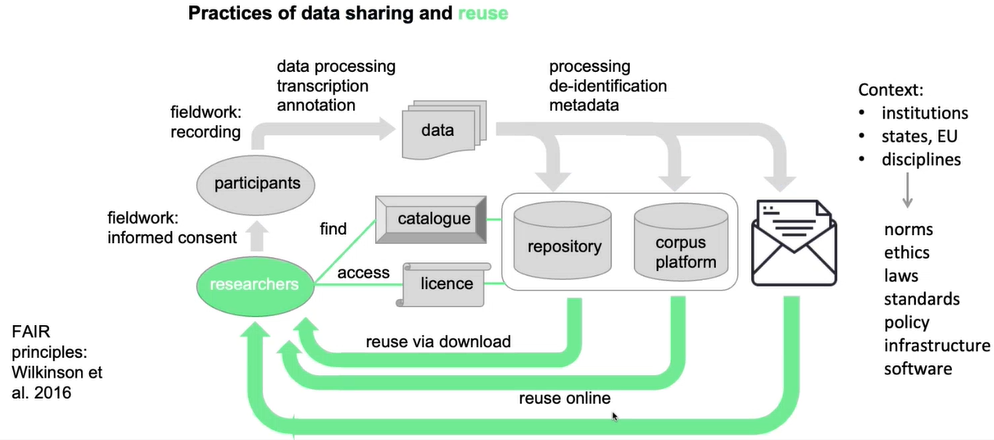 Practices of data sharing and reuse
data processing
transcription
annotation
processing
de-identification
metadata
fieldwork:
recording
data
Context:
• institutions
• states, EU
• disciplines
participants
fieldwork:
informed consent
find
catalogue
repository
corpus
platform
norms
ethics
laws
standards
policy
infrastructure
software
researchers
access
licence
FAIR
principles:
Wilkinson et
al. 2016
reuse via download
reuse online